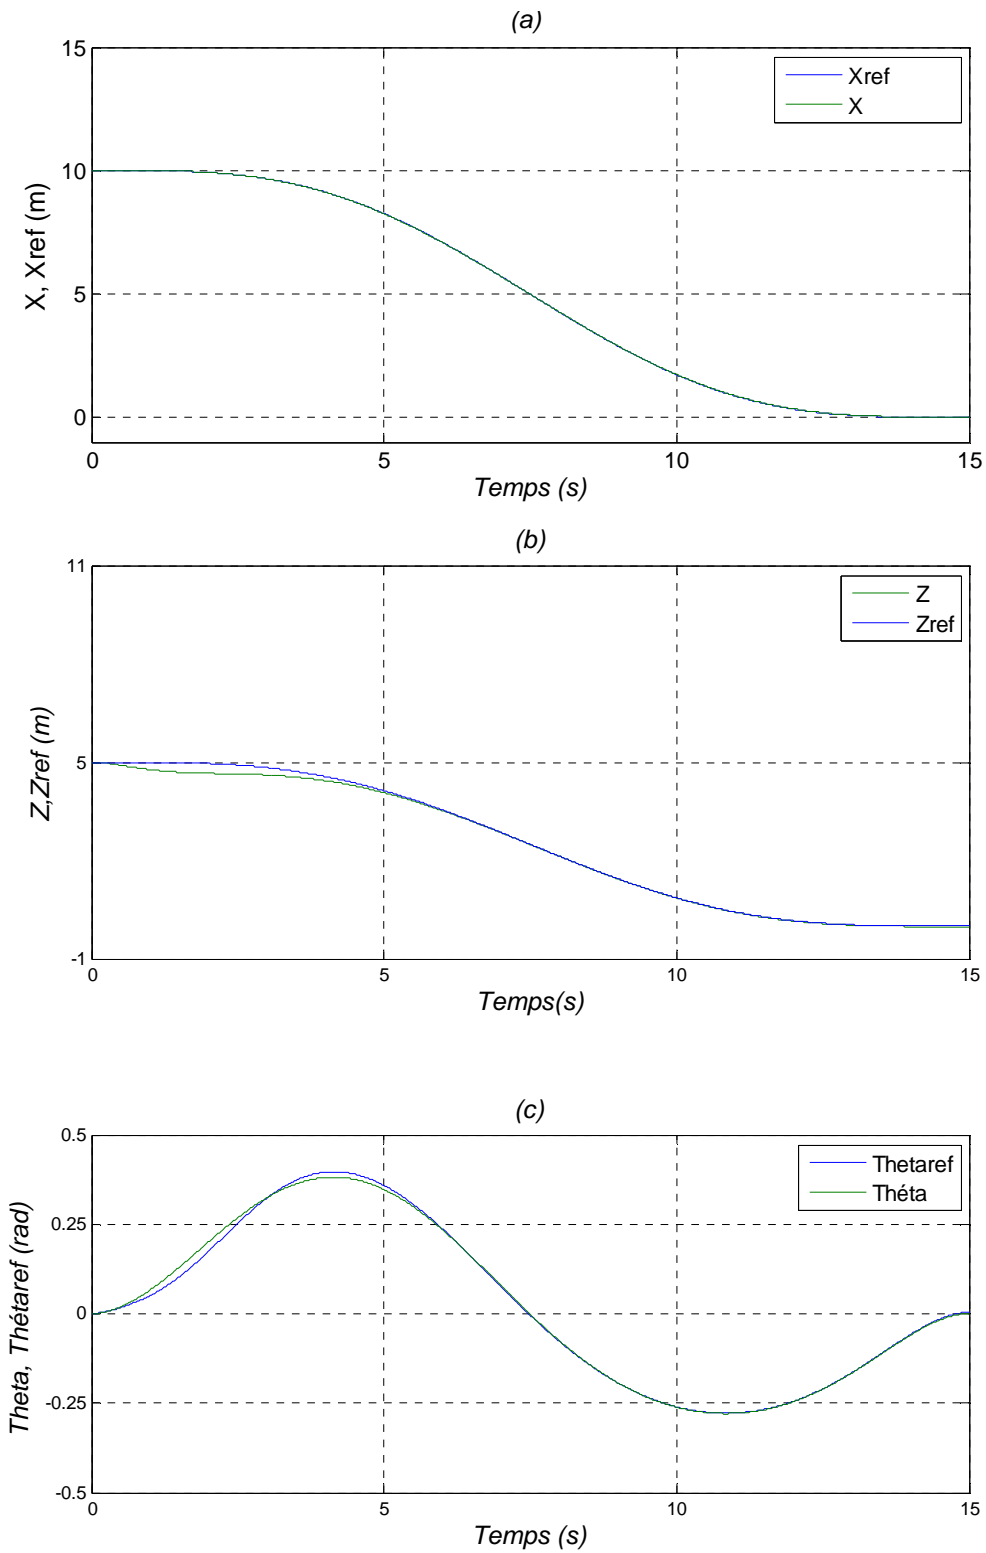 (a)
15
10
5
0
X, Xref (m)
Xref
X
0 5 10 15
Temps (s)
(b)
11
5
-1
Z,Zref (m)
Z
Zref
0 5 10 15
Temps(s)
(c)
0.5
0.25
0
-0.25
-0.5
Theta, Thétaref (rad)
Thetaref
Théta
0 5 10 15
Temps (s)